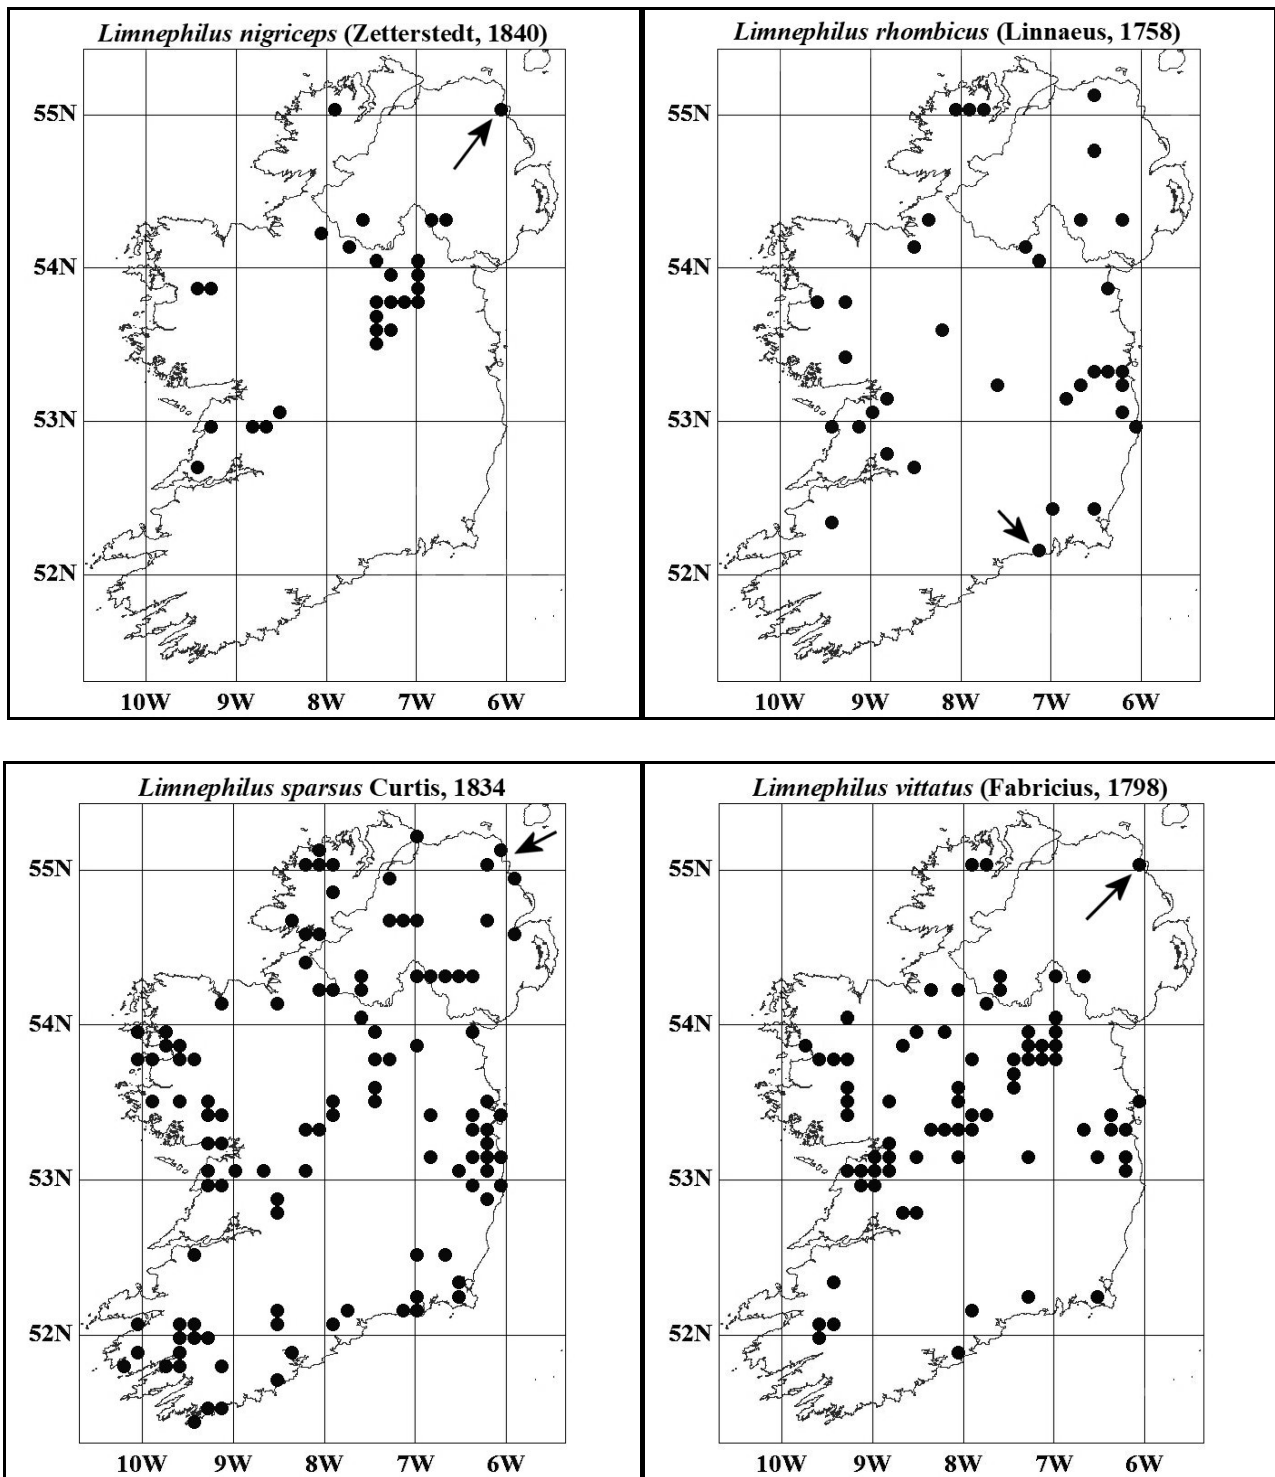 Limnephilus nigriceps (Zetterstedt, 1840)
55N
54N
53N
52N
10W 9W 8W 7W 6W
Limnephilus rhombicus (Linnaeus, 1758)
55N
54N
53N
52N
10W 9W 8W 7W 6W
Limnephilus sparsus Curtis, 1834
55N
54N
53N
52N
10W 9W 8W 7W 6W
Limnephilus vittatus (Fabricius, 1798)
55N
54N
53N
52N
10W 9W 8W 7W 6W